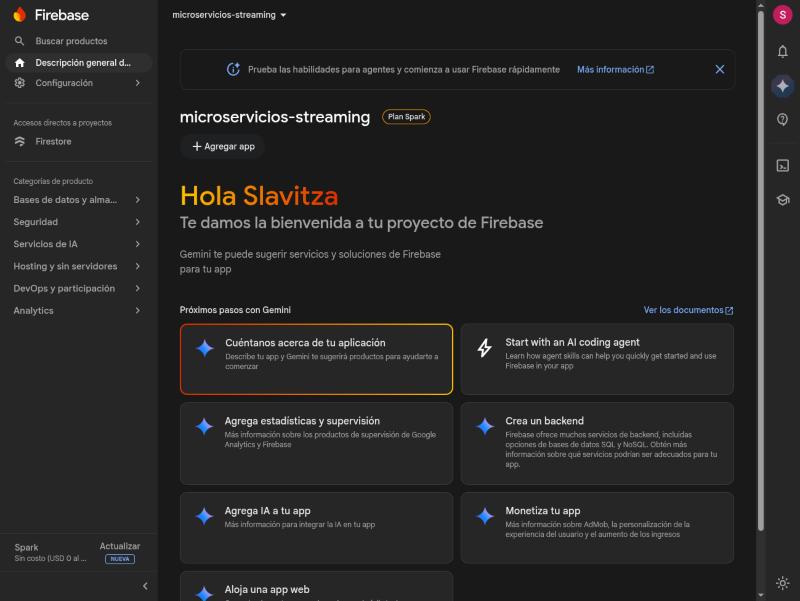 Firebase
Buscar productos
Descripción general d...
Configuración
Accesos directos a proyectos
Firestore
Categorías de producto
Bases de datos y alma...
Seguridad
Servicios de IA
Hosting y sin servidores
DevOps y participación
Analytics
Spark
Sin costo (USD 0 al ...
Actualizar
NUEVA
microservicios-streaming
Prueba las habilidades para agentes y comienza a usar Firebase rápidamente
Más información
microservicios-streaming
Plan Spark
Agregar app
Hola Slavitza
Te damos la bienvenida a tu proyecto de Firebase
Gemini te puede sugerir servicios y soluciones de Firebase
para tu app
Próximos pasos con Gemini
Ver los documentos
Cuéntanos acerca de tu aplicación
Describe tu app y Gemini te sugerirá productos para ayudarte a
comenzar
Start with an AI coding agent
Learn how agent skills can help you quickly get started and use
Firebase in your app
Agrega estadísticas y supervisión
Más información sobre los productos de supervisión de Google
Analytics y Firebase
Crea un backend
Firebase ofrece muchos servicios de backend, incluidas
opciones de bases de datos SQL y NoSQL. Obtén más
información sobre qué servicios podrían ser adecuados para tu
app.
Agrega IA a tu app
Más información para integrar la IA en tu app
Monetiza tu app
Más información sobre AdMob, la personalización de la
experiencia del usuario y el aumento de los ingresos
Aloja una app web
S